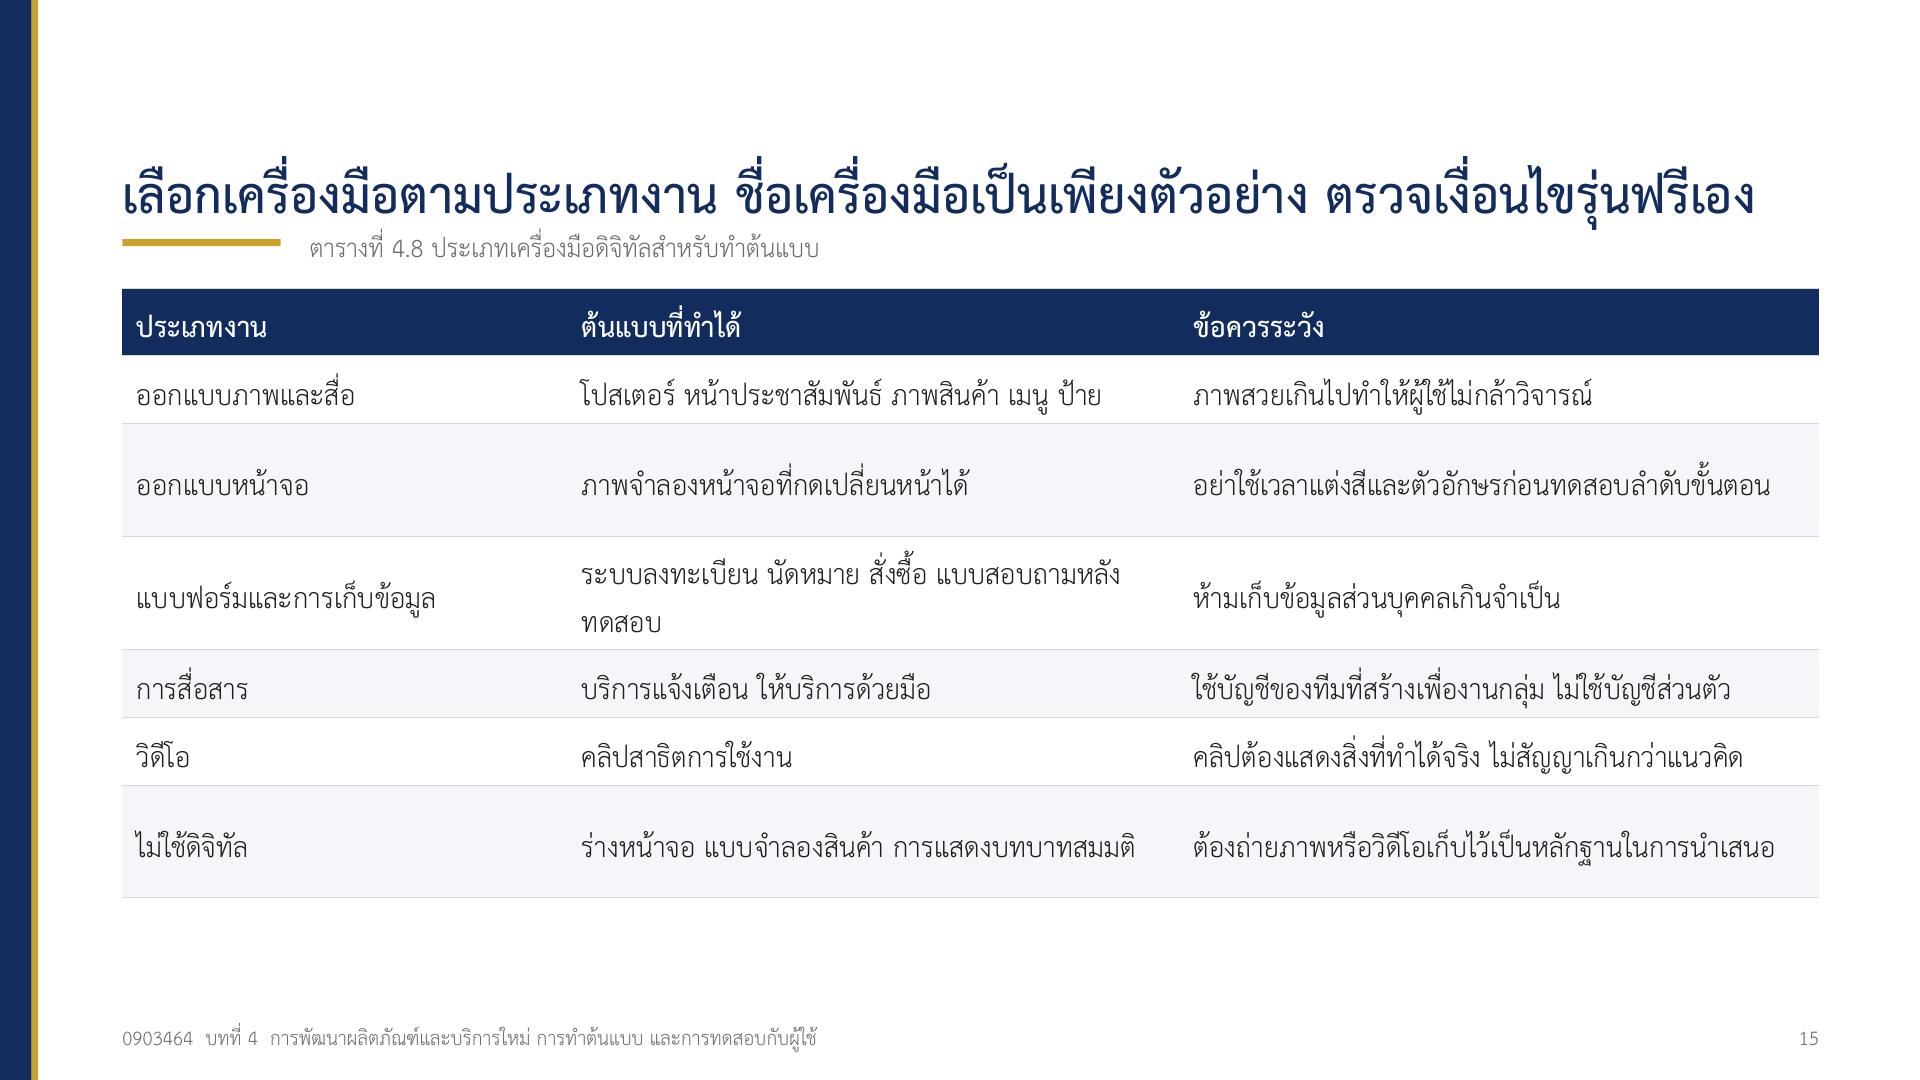 เลือกเครื่องมือตามประเภทงาน ชื่อเครื่องมือเป็นเพียงตัวอย่าง ตรวจเงื่อนไขรุ่นฟรีเอง
ตารางที่ 4.8 ประเภทเครื่องมือดิจิทัลสำหรับทำต้นแบบ
ประเภทงาน ต้นแบบที่ทำได้ ข้อควรระวัง
ออกแบบภาพและสื่อ โปสเตอร์ หน้าประชาสัมพันธ์ ภาพสินค้า เมนู ป้าย ภาพสวยเกินไปทำให้ผู้ใช้ไม่กล้าวิจารณ์
ออกแบบหน้าจอ ภาพจำลองหน้าจอที่กดเปลี่ยนหน้าได้ อย่าใช้เวลาแต่งสีและตัวอักษรก่อนทดสอบลำดับขั้นตอน
แบบฟอร์มและการเก็บข้อมูล ระบบลงทะเบียน นัดหมาย สั่งซื้อ แบบสอบถามหลัง
ทดสอบ ห้ามเก็บข้อมูลส่วนบุคคลเกินจำเป็น
การสื่อสาร บริการแจ้งเตือน ให้บริการด้วยมือ ใช้บัญชีของทีมที่สร้างเพื่องานกลุ่ม ไม่ใช้บัญชีส่วนตัว
วิดีโอ คลิปสาธิตการใช้งาน คลิปต้องแสดงสิ่งที่ทำได้จริง ไม่สัญญาเกินกว่าแนวคิด
ไม่ใช้ดิจิทัล ร่างหน้าจอ แบบจำลองสินค้า การแสดงบทบาทสมมติ ต้องถ่ายภาพหรือวิดีโอเก็บไว้เป็นหลักฐานในการนำเสนอ
0903464 บทที่ 4 การพัฒนาผลิตภัณฑ์และบริการใหม่ การทำต้นแบบ และการทดสอบกับผู้ใช้ 15